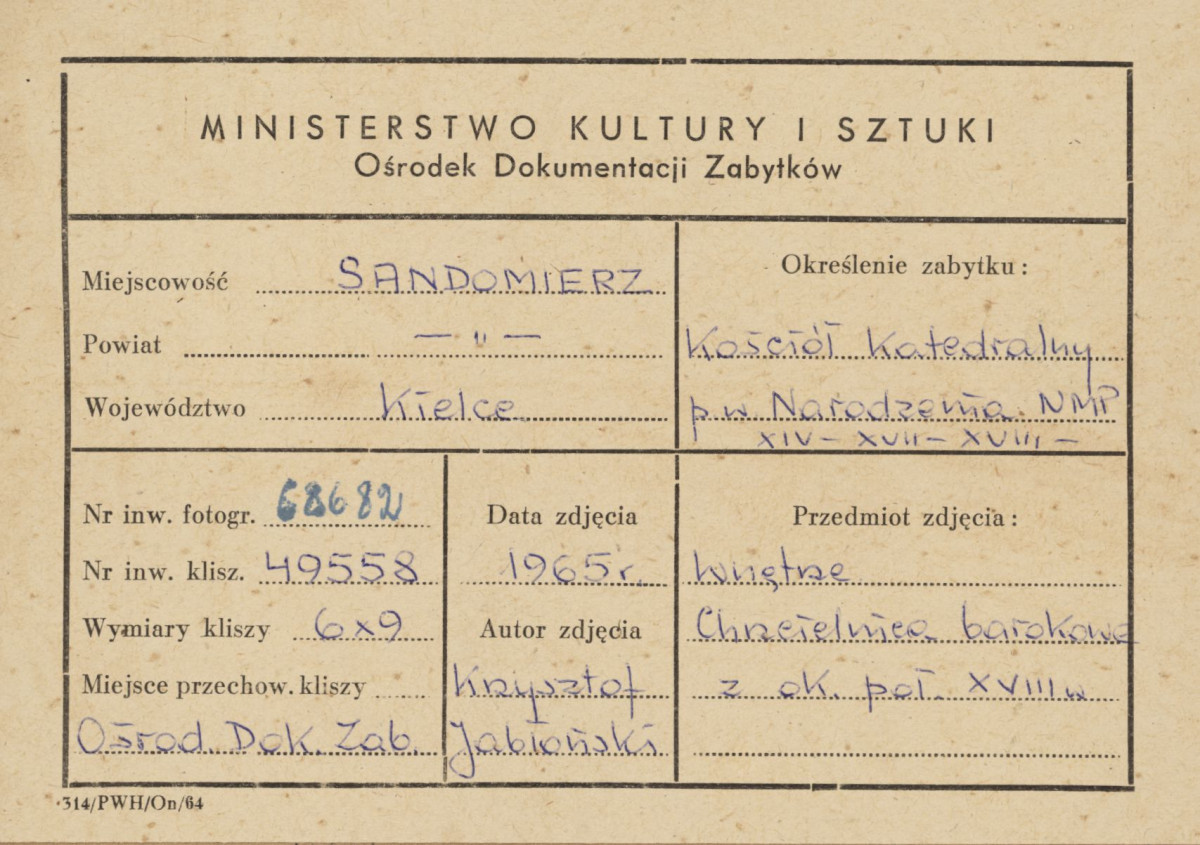 MINISTERSTWO KULTURY I SZTUKI
Ośrodek Dokumentacji Zabytków
Miejscowość SANDOMIERZ
Powiat — " —
Województwo Kielce
Określenie zabytku:
Kościół Katedralny
p.w. Narodzenia NMP
XIV – XVII – XVIII –
Nr inw. fotogr. 68682
Nr inw. klisz. 49558
Wymiary kliszy 6x9
Miejsce przechow. kliszy
Ośrod. Dok. Zab.
Data zdjęcia
1965 r.
Autor zdjęcia
Krzysztof
Jabłoński
Przedmiot zdjęcia:
Wnętrze
Chrzcielnica barokowa
z ok. poł. XVIII w
314/PWH/On/64